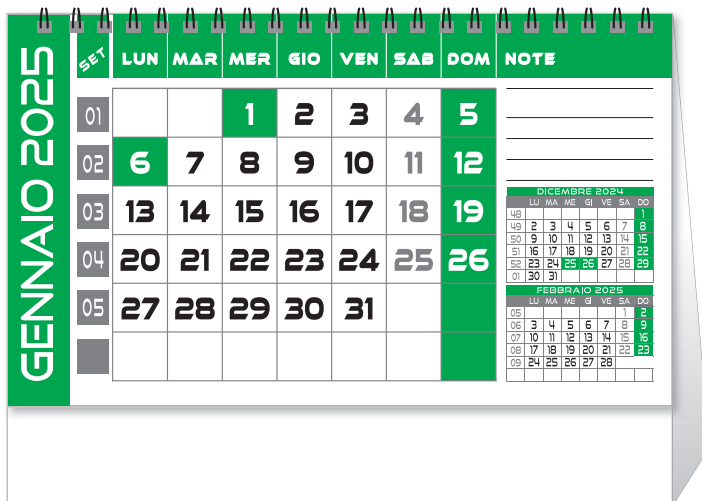 GENNAIO 2025
SET LUN MAR MER GIO VEN SAB DOM NOTE
01 1 2 3 4 5
02 6 7 8 9 10 11 12
03 13 14 15 16 17 18 19
04 20 21 22 23 24 25 26
05 27 28 29 30 31
DICEMBRE 2024
LU MA ME GI VE SA DO
48 1
49 2 3 4 5 6 7 8
50 9 10 11 12 13 14 15
51 16 17 18 19 20 21 22
52 23 24 25 26 27 28 29
01 30 31
FEBBRAIO 2025
LU MA ME GI VE SA DO
05 1 2
06 3 4 5 6 7 8 9
07 10 11 12 13 14 15 16
08 17 18 19 20 21 22 23
09 24 25 26 27 28